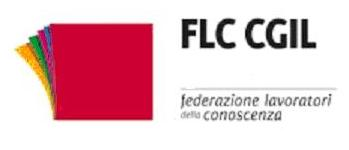 FLC CGIL
federazione lavoratori
della conoscenza